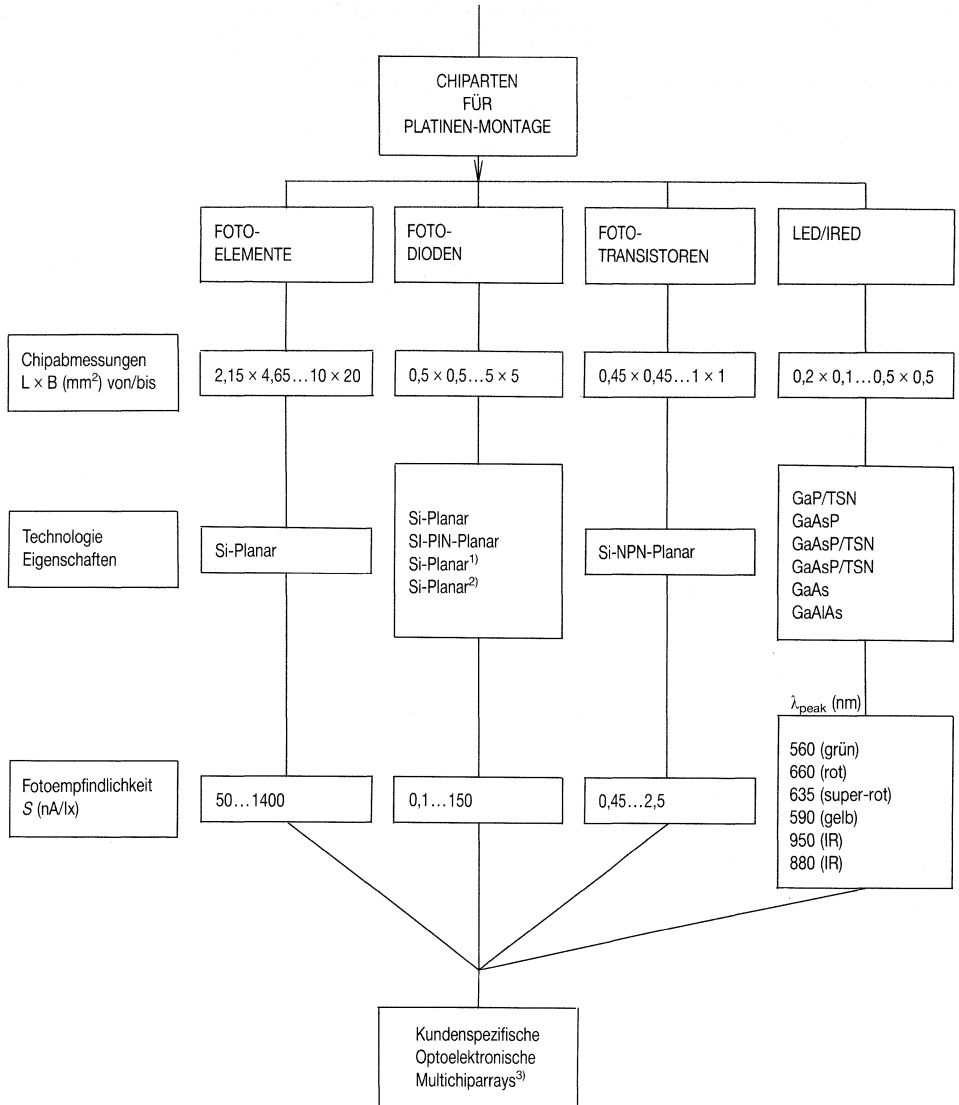 CHIPARTEN
FÜR
PLATINEN-MONTAGE
FOTO-
ELEMENTE
FOTO-
DIODEN
FOTO-
TRANSISTOREN
LED/IRED
Chipabmessungen
L × B (mm²) von/bis
2,15 × 4,65...10 × 20
0,5 × 0,5...5 × 5
0,45 × 0,45...1 × 1
0,2 × 0,1...0,5 × 0,5
Technologie
Eigenschaften
Si-Planar
Si-Planar
SI-PIN-Planar
Si-Planar¹⁾
Si-Planar²⁾
Si-NPN-Planar
GaP/TSN
GaAsP
GaAsP/TSN
GaAsP/TSN
GaAs
GaAlAs
Fotoempfindlichkeit
S (nA/lx)
50...1400
0,1...150
0,45...2,5
λpeak (nm)
560 (grün)
660 (rot)
635 (super-rot)
590 (gelb)
950 (IR)
880 (IR)
Kundenspezifische
Optoelektronische
Multichiparrays³⁾